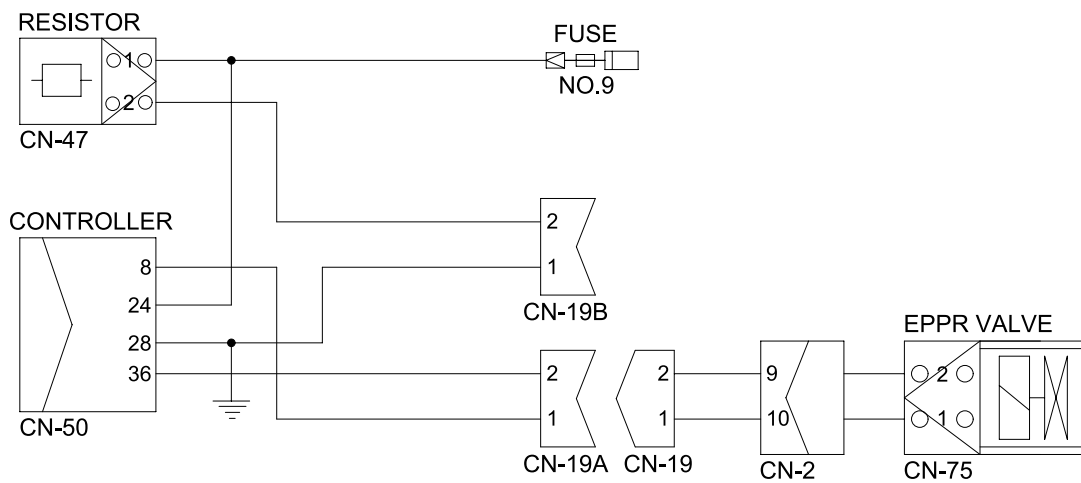 RESISTOR
FUSE
1
2
NO.9
CN-47
CONTROLLER
2
8
1
24
CN-19B
28
EPPR VALVE
36
2
2
9
2
1
1
10
1
CN-50
CN-19A
CN-19
CN-2
CN-75